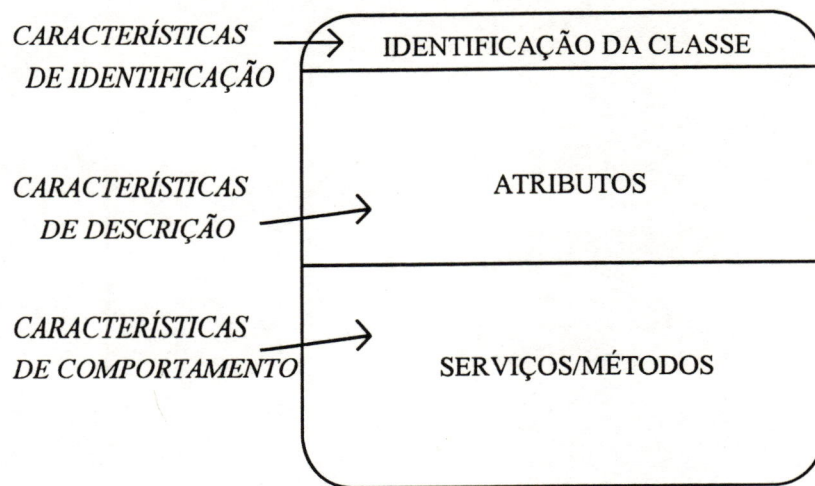 CARACTERÍSTICAS
DE IDENTIFICAÇÃO
IDENTIFICAÇÃO DA CLASSE
CARACTERÍSTICAS
DE DESCRIÇÃO
ATRIBUTOS
CARACTERÍSTICAS
DE COMPORTAMENTO
SERVIÇOS/MÉTODOS